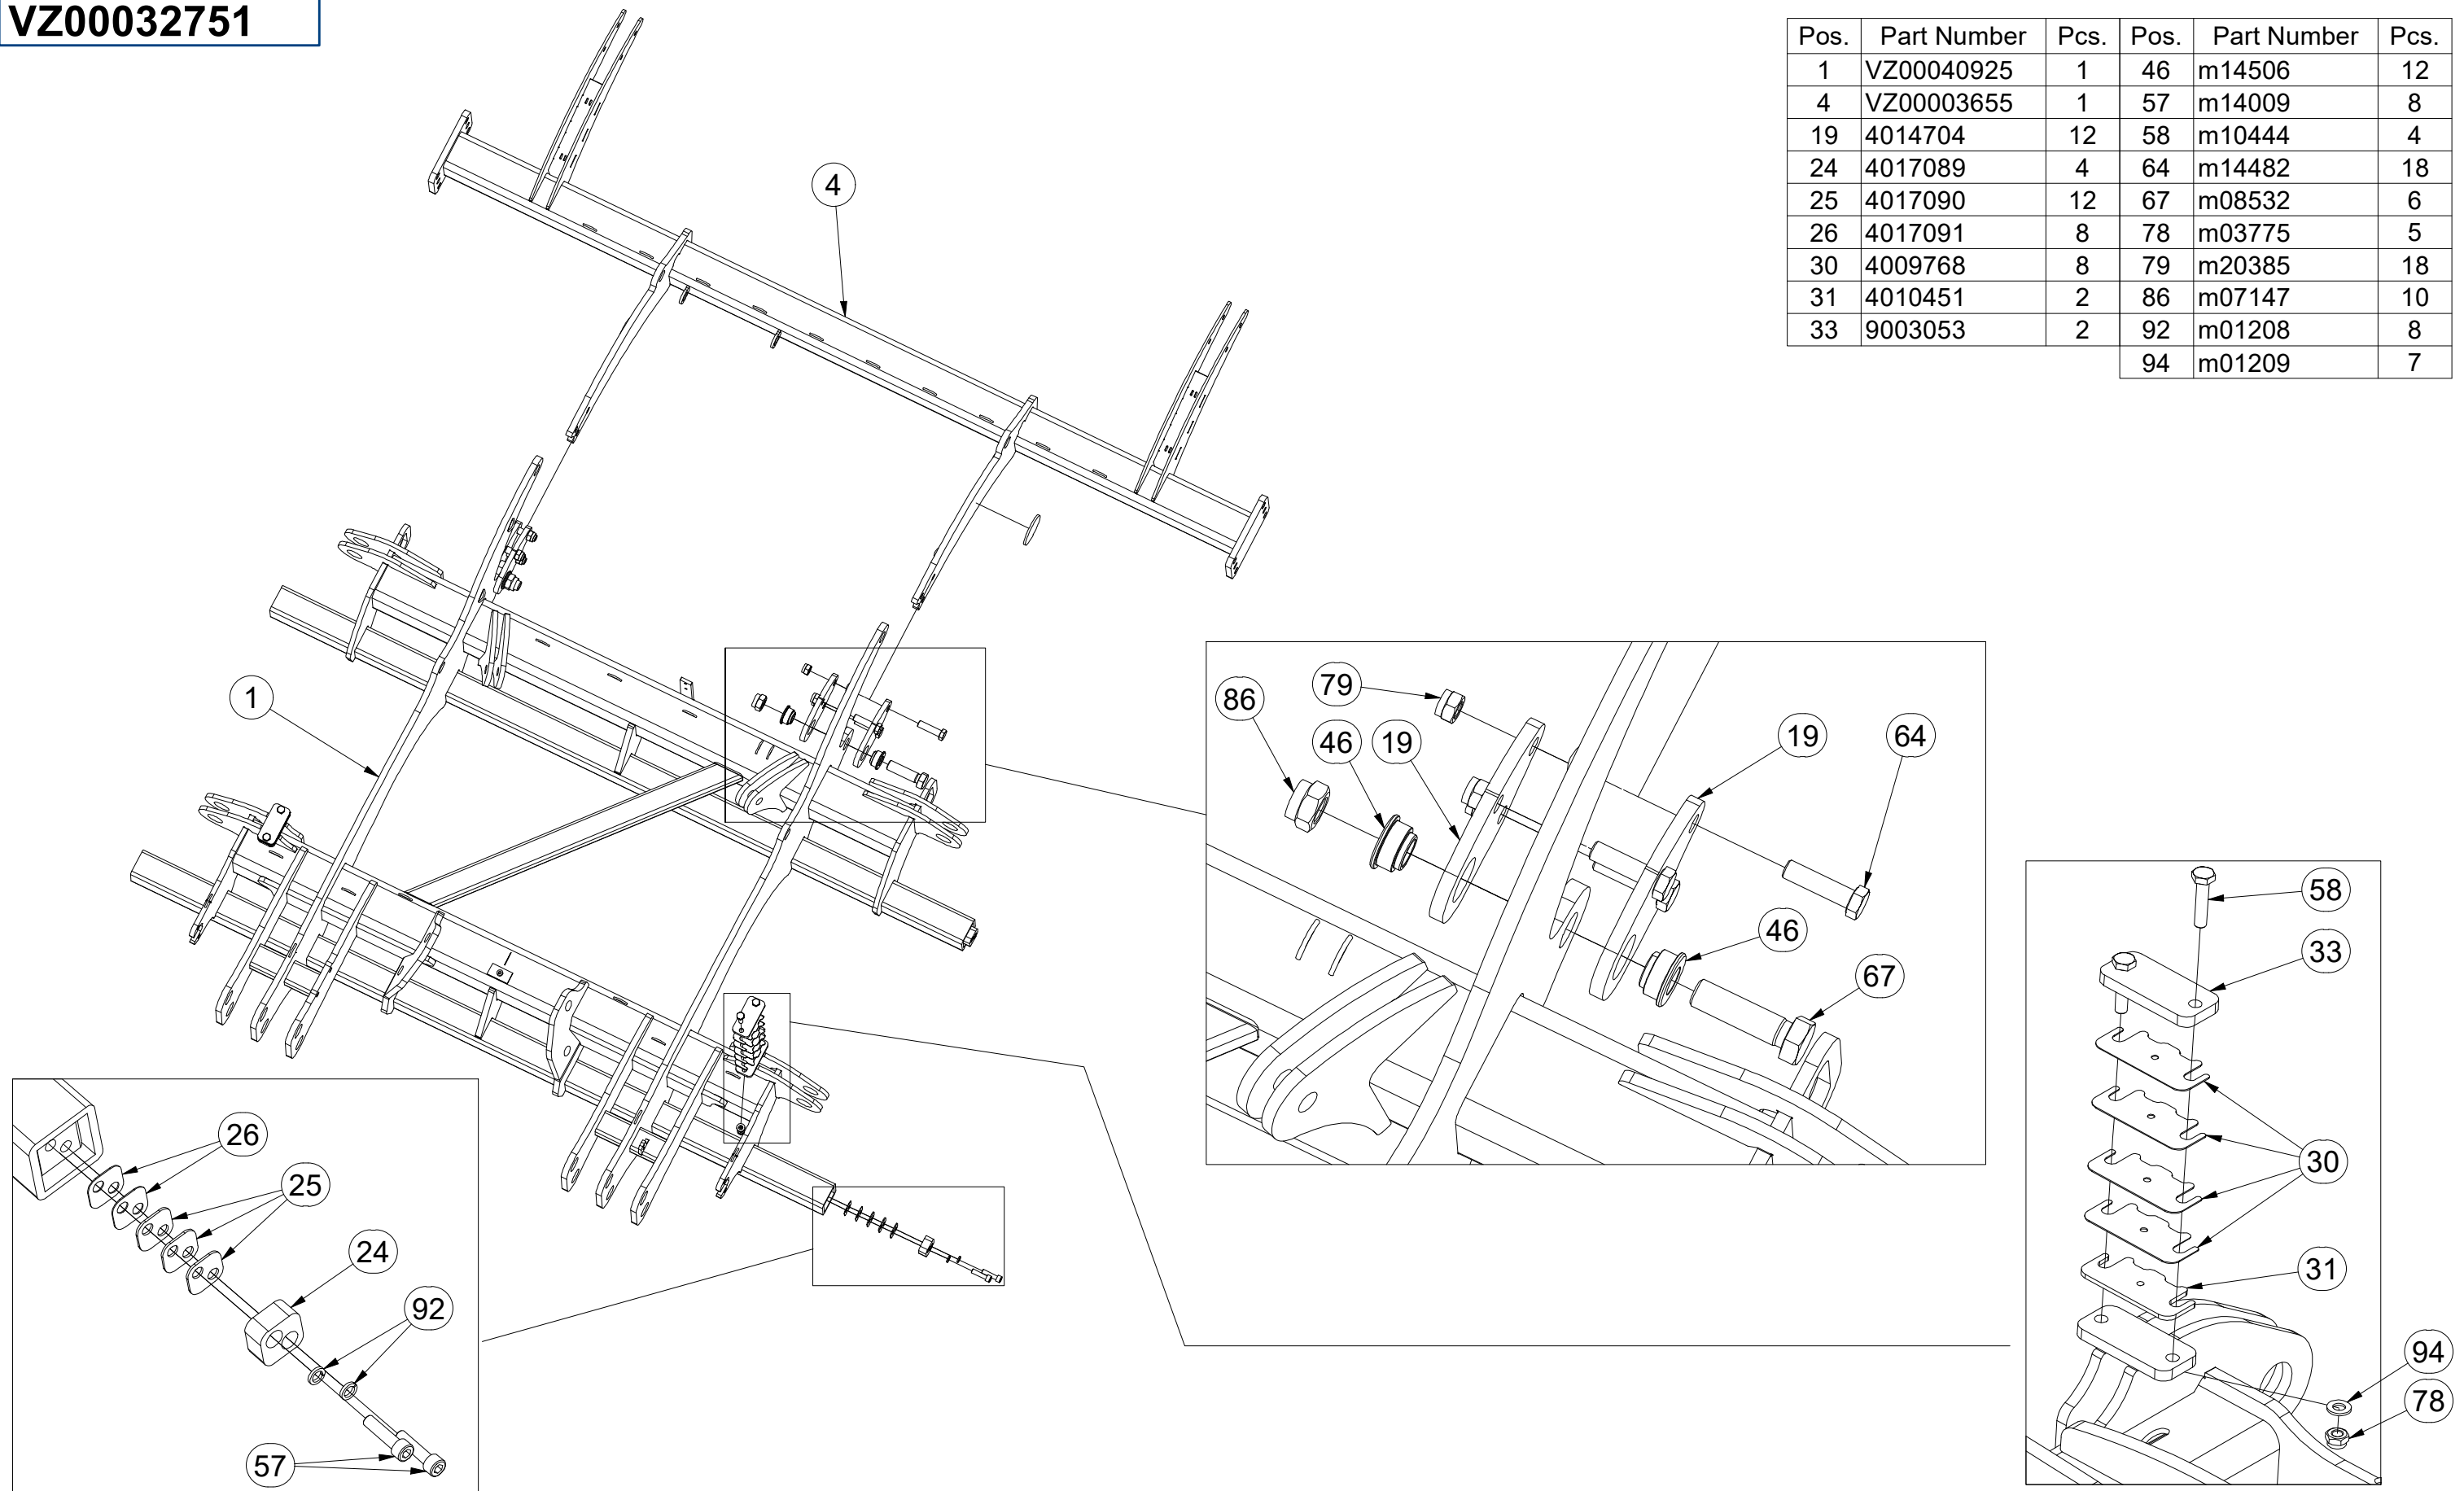 VZ00032751
Pos. Part Number Pcs. Pos. Part Number Pcs.
1 VZ00040925 1 46 m14506 12
4 VZ00003655 1 57 m14009 8
19 4014704 12 58 m10444 4
24 4017089 4 64 m14482 18
25 4017090 12 67 m08532 6
26 4017091 8 78 m03775 5
30 4009768 8 79 m20385 18
31 4010451 2 86 m07147 10
33 9003053 2 92 m01208 8
94 m01209 7
4
1
79
86
46
19
19
64
46
67
58
33
30
31
94
78
26
25
24
92
57